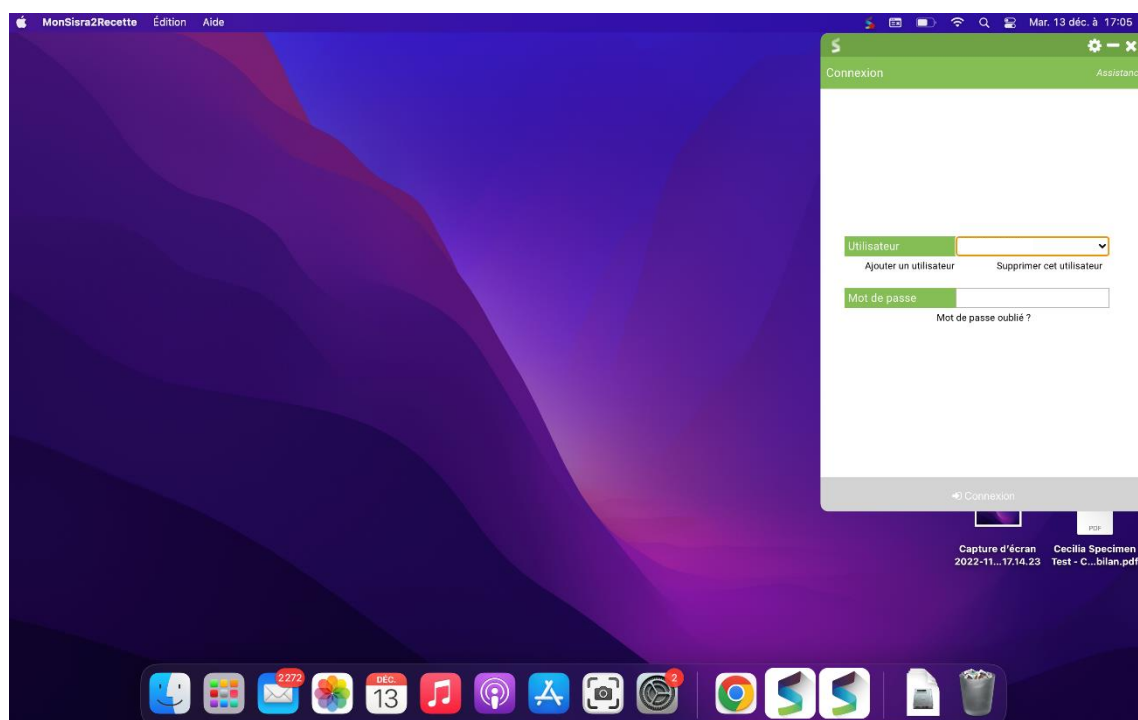 MonSisra2Recette Édition Aide Mar. 13 déc. à 17:05
Connexion Assistanc
Utilisateur
Ajouter un utilisateur Supprimer cet utilisateur
Mot de passe
Mot de passe oublié ?
Connexion
PDF
Capture d'écran Cecilia Specimen
2022-11...17.14.23 Test - C...bilan.pdf
2272 DÉC. 2
13